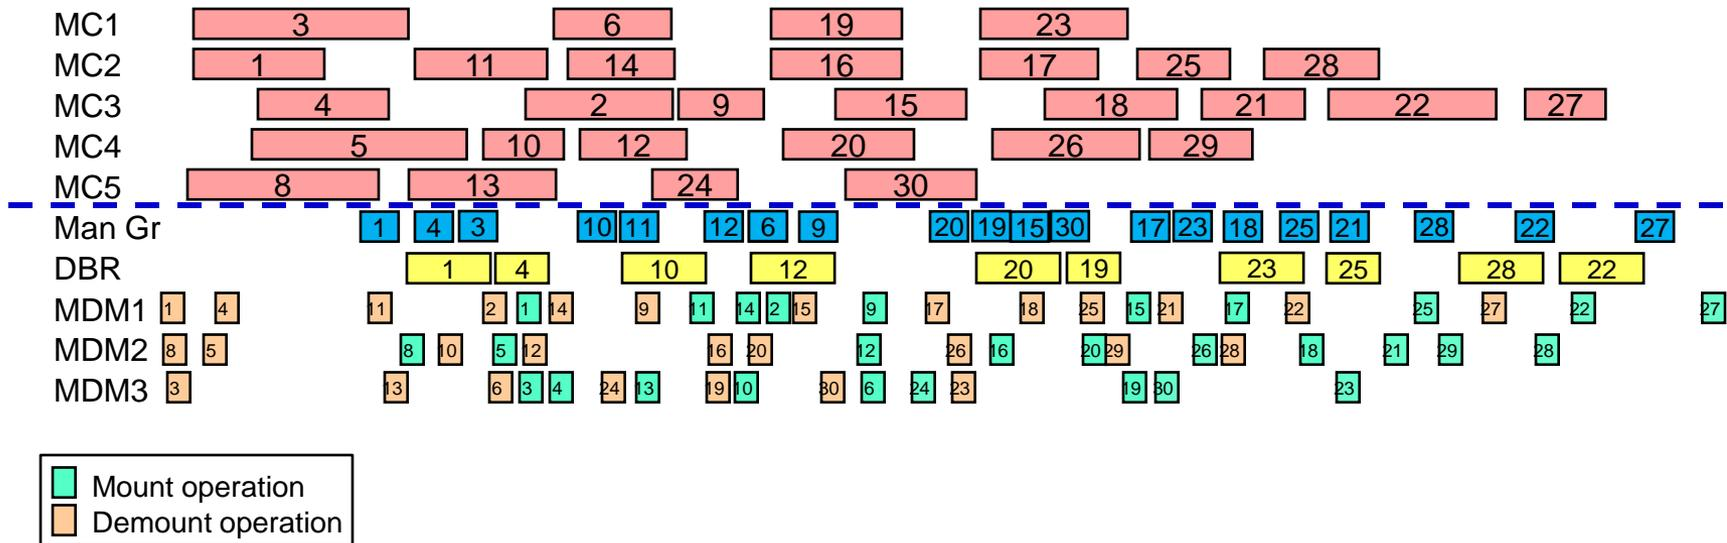 MC1 3 6 19 23
MC2 1 11 14 16 17 25 28
MC3 4 2 9 15 18 21 22 27
MC4 5 10 12 20 26 29
MC5 8 13 24 30
Man Gr 1 4 3 10 11 12 6 9 20 19 15 30 17 23 18 25 21 28 22 27
DBR 1 4 10 12 20 19 23 25 28 22
MDM1 1 4 11 2 1 14 9 11 14 2 15 9 17 18 25 15 21 17 22 25 27 22 27
MDM2 8 5 8 10 5 12 16 20 12 26 16 20 29 26 28 18 21 29 28
MDM3 3 13 6 3 4 24 13 19 10 30 6 24 23 19 30 23
Mount operation
Demount operation